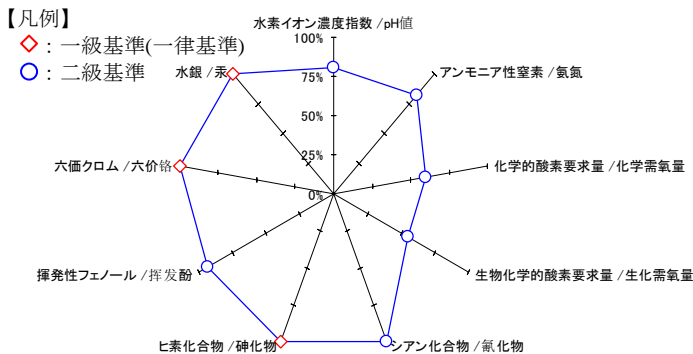 【凡例】
◇：一級基準(一律基準)
○：二級基準
水素イオン濃度指数 / pH値
100%
75%
50%
25%
0%
アンモニア性窒素 / 氨氮
化学的酸素要求量 / 化学需氧量
生物化学的酸素要求量 / 生化需氧量
シアン化合物 / 氰化物
ヒ素化合物 / 砷化物
揮発性フェノール / 挥发酚
六価クロム / 六价铬
水銀 / 汞